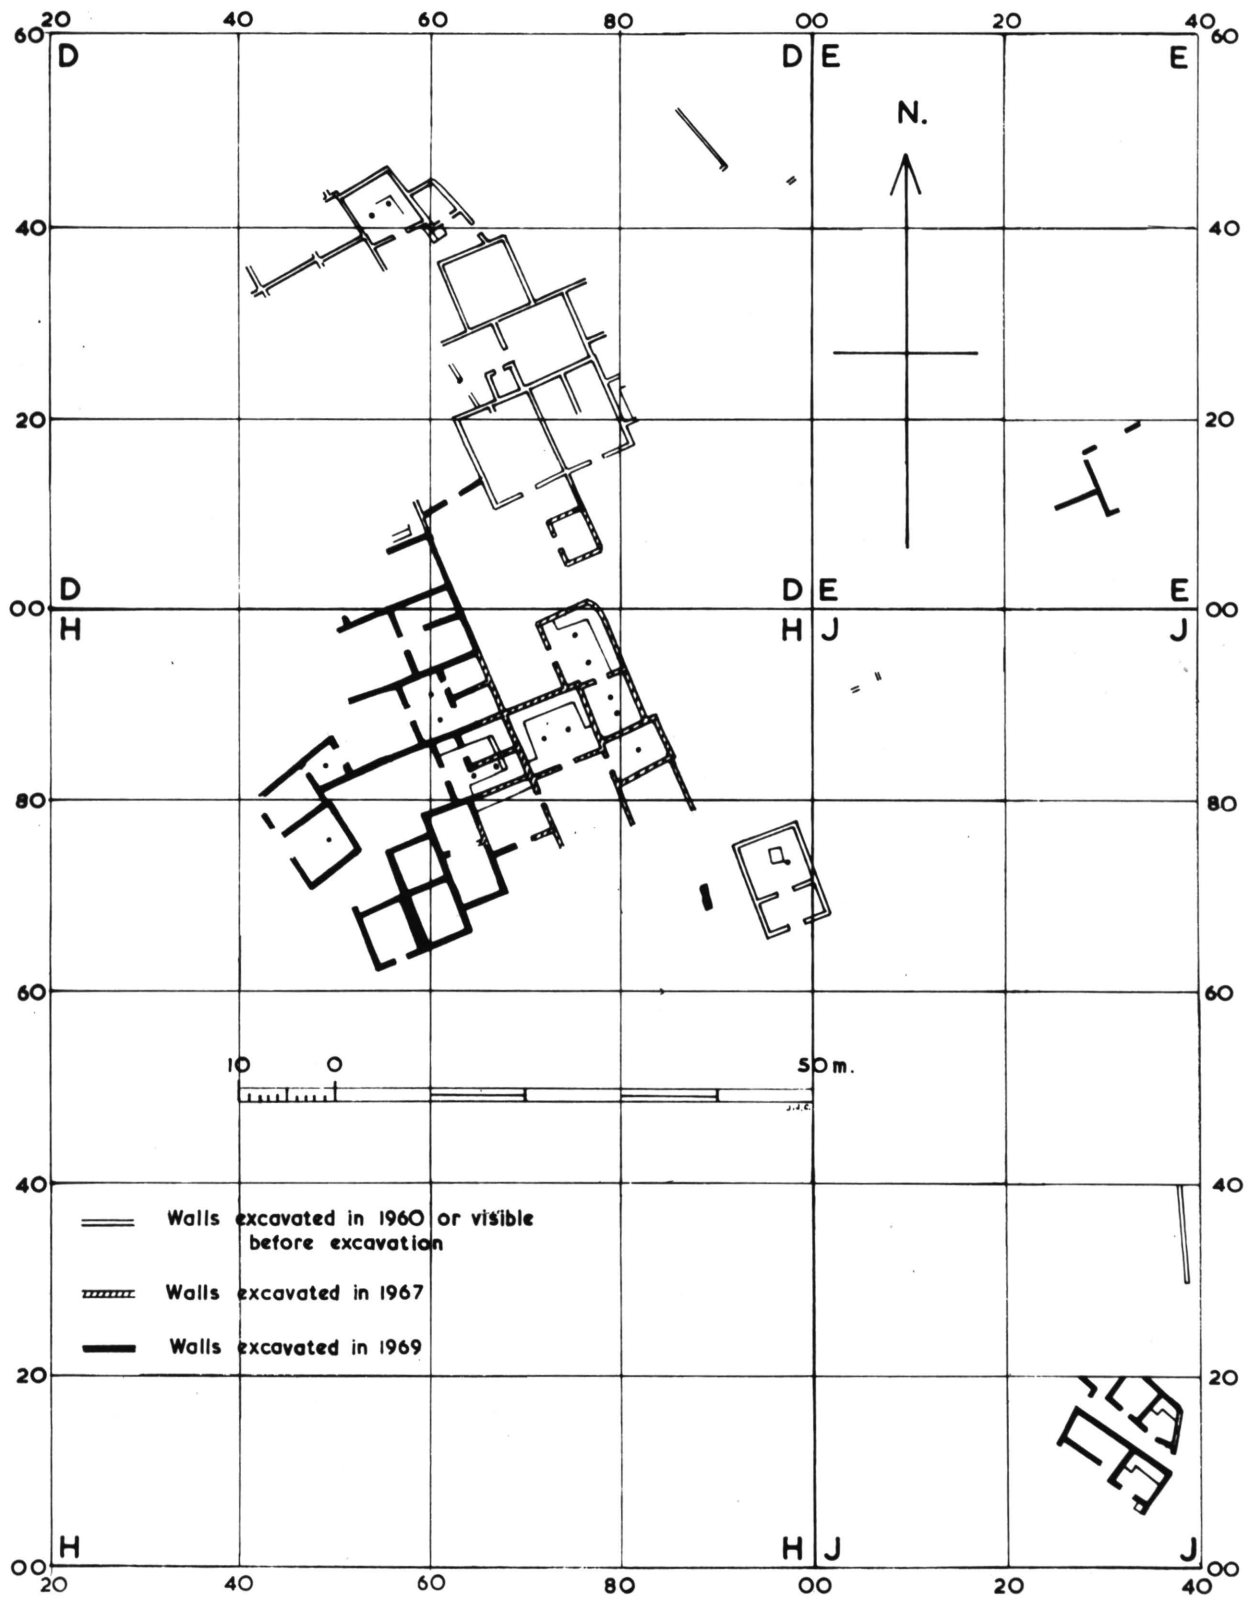 20 40 60 80 00 20 40
60 60
D D E E
N.
40 40
20 20
D D E E
00 00
H H J J
80 80
60 60
10 0 50m.
J.J.C.
40 40
Walls excavated in 1960 or visible
before excavation
Walls excavated in 1967
Walls excavated in 1969
20 20
H H J J
00 00
20 40 60 80 00 20 40